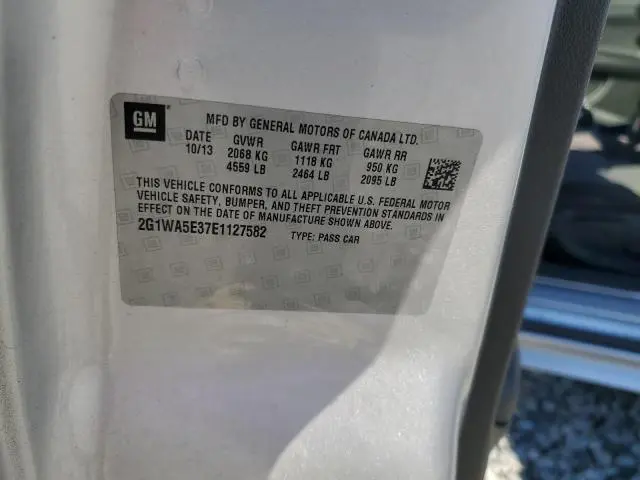 GM
MFD BY GENERAL MOTORS OF CANADA LTD.
DATE GVWR GAWR FRT GAWR RR
10/13 2068 KG 1118 KG 950 KG
4559 LB 2464 LB 2095 LB
THIS VEHICLE CONFORMS TO ALL APPLICABLE U.S. FEDERAL MOTOR
VEHICLE SAFETY, BUMPER, AND THEFT PREVENTION STANDARDS IN
EFFECT ON THE DATE OF MANUFACTURE SHOWN ABOVE.
2G1WA5E37E1127582 TYPE: PASS CAR